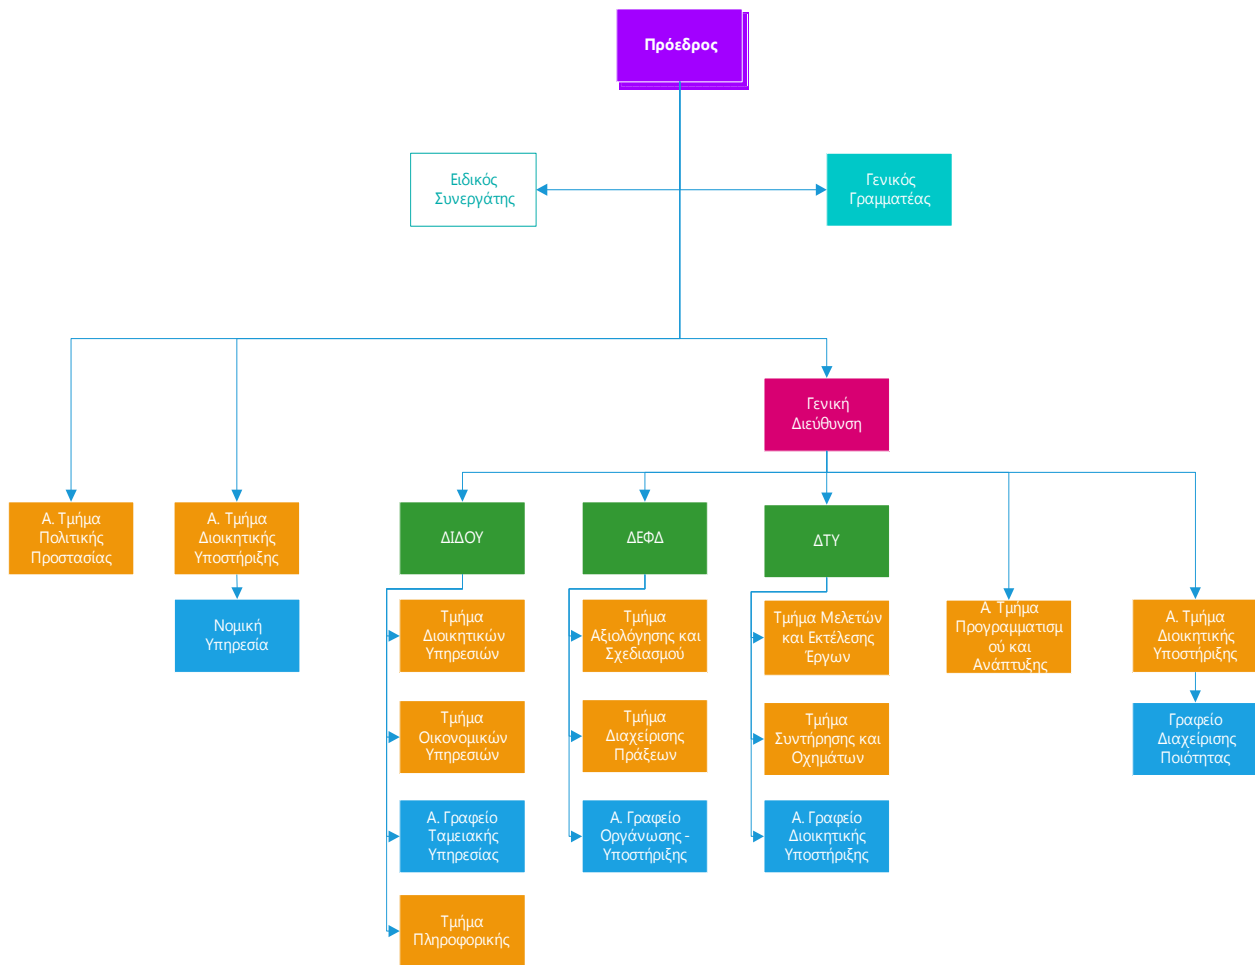 Πρόεδρος
Ειδικός
Συνεργάτης
Γενικός
Γραμματέας
Γενική
Διεύθυνση
Α. Τμήμα
Πολιτικής
Προστασίας
Α. Τμήμα
Διοικητικής
Υποστήριξης
ΔΙΔΟΥ
ΔΕΦΔ
ΔΤΥ
Νομική
Υπηρεσία
Τμήμα
Διοικητικών
Υπηρεσιών
Τμήμα
Αξιολόγησης και
Σχεδιασμού
Τμήμα Μελετών
και Εκτέλεσης
Έργων
Α. Τμήμα
Προγραμματισμ
ού και
Ανάπτυξης
Α. Τμήμα
Διοικητικής
Υποστήριξης
Τμήμα
Οικονομικών
Υπηρεσιών
Τμήμα
Διαχείρισης
Πράξεων
Τμήμα
Συντήρησης και
Οχημάτων
Γραφείο
Διαχείρισης
Ποιότητας
Α. Γραφείο
Ταμειακής
Υπηρεσίας
Α. Γραφείο
Οργάνωσης -
Υποστήριξης
Α. Γραφείο
Διοικητικής
Υποστήριξης
Τμήμα
Πληροφορικής